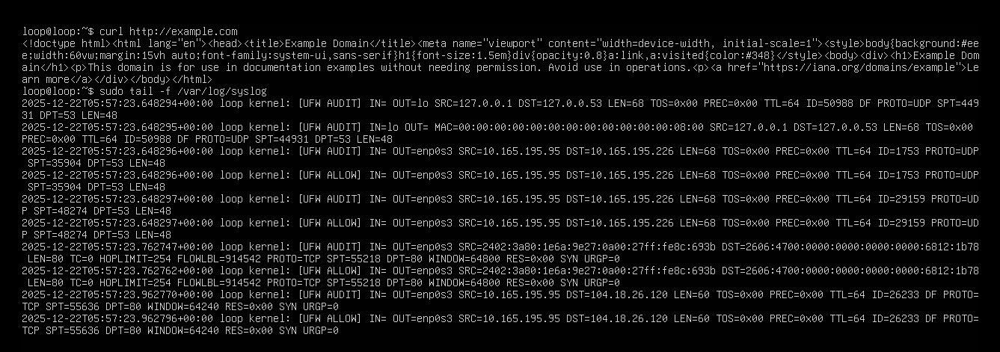 loop@loop:~$ curl http://example.com
<!doctype html><html lang="en"><head><title>Example Domain</title><meta name="viewport" content="width=device-width, initial-scale=1"><style>body{background:#ee
e;width:60vw;margin:15vh auto;font-family:system-ui,sans-serif}h1{font-size:1.5em}div{opacity:0.8}a:link,a:visited{color:#348}</style><body><div><h1>Example Dom
ain</h1><p>This domain is for use in documentation examples without needing permission. Avoid use in operations.<p><a href="https://iana.org/domains/example">Le
arn more</a></div></body></html>
loop@loop:~$ sudo tail -f /var/log/syslog
2025-12-22T05:57:23.648294+00:00 loop kernel: [UFW AUDIT] IN= OUT=lo SRC=127.0.0.1 DST=127.0.0.53 LEN=68 TOS=0x00 PREC=0x00 TTL=64 ID=50988 DF PROTO=UDP SPT=449
31 DPT=53 LEN=48
2025-12-22T05:57:23.648295+00:00 loop kernel: [UFW AUDIT] IN=lo OUT= MAC=00:00:00:00:00:00:00:00:00:00:00:00:08:00 SRC=127.0.0.1 DST=127.0.0.53 LEN=68 TOS=0x00
PREC=0x00 TTL=64 ID=50988 DF PROTO=UDP SPT=44931 DPT=53 LEN=48
2025-12-22T05:57:23.648296+00:00 loop kernel: [UFW AUDIT] IN= OUT=enp0s3 SRC=10.165.195.95 DST=10.165.195.226 LEN=68 TOS=0x00 PREC=0x00 TTL=64 ID=1753 PROTO=UDP
 SPT=35904 DPT=53 LEN=48
2025-12-22T05:57:23.648296+00:00 loop kernel: [UFW ALLOW] IN= OUT=enp0s3 SRC=10.165.195.95 DST=10.165.195.226 LEN=68 TOS=0x00 PREC=0x00 TTL=64 ID=1753 PROTO=UDP
 SPT=35904 DPT=53 LEN=48
2025-12-22T05:57:23.648297+00:00 loop kernel: [UFW AUDIT] IN= OUT=enp0s3 SRC=10.165.195.95 DST=10.165.195.226 LEN=68 TOS=0x00 PREC=0x00 TTL=64 ID=29159 PROTO=UD
P SPT=48274 DPT=53 LEN=48
2025-12-22T05:57:23.648297+00:00 loop kernel: [UFW ALLOW] IN= OUT=enp0s3 SRC=10.165.195.95 DST=10.165.195.226 LEN=68 TOS=0x00 PREC=0x00 TTL=64 ID=29159 PROTO=UD
P SPT=48274 DPT=53 LEN=48
2025-12-22T05:57:23.762747+00:00 loop kernel: [UFW AUDIT] IN= OUT=enp0s3 SRC=2402:3a80:1e6a:9e27:0a00:27ff:fe8c:693b DST=2606:4700:0000:0000:0000:0000:6812:1b78
 LEN=80 TC=0 HOPLIMIT=254 FLOWLBL=914542 PROTO=TCP SPT=55218 DPT=80 WINDOW=64800 RES=0x00 SYN URGP=0
2025-12-22T05:57:23.762762+00:00 loop kernel: [UFW ALLOW] IN= OUT=enp0s3 SRC=2402:3a80:1e6a:9e27:0a00:27ff:fe8c:693b DST=2606:4700:0000:0000:0000:0000:6812:1b78
 LEN=80 TC=0 HOPLIMIT=254 FLOWLBL=914542 PROTO=TCP SPT=55218 DPT=80 WINDOW=64800 RES=0x00 SYN URGP=0
2025-12-22T05:57:23.962770+00:00 loop kernel: [UFW AUDIT] IN= OUT=enp0s3 SRC=10.165.195.95 DST=104.18.26.120 LEN=60 TOS=0x00 PREC=0x00 TTL=64 ID=26233 DF PROTO=
TCP SPT=55636 DPT=80 WINDOW=64240 RES=0x00 SYN URGP=0
2025-12-22T05:57:23.962796+00:00 loop kernel: [UFW ALLOW] IN= OUT=enp0s3 SRC=10.165.195.95 DST=104.18.26.120 LEN=60 TOS=0x00 PREC=0x00 TTL=64 ID=26233 DF PROTO=
TCP SPT=55636 DPT=80 WINDOW=64240 RES=0x00 SYN URGP=0